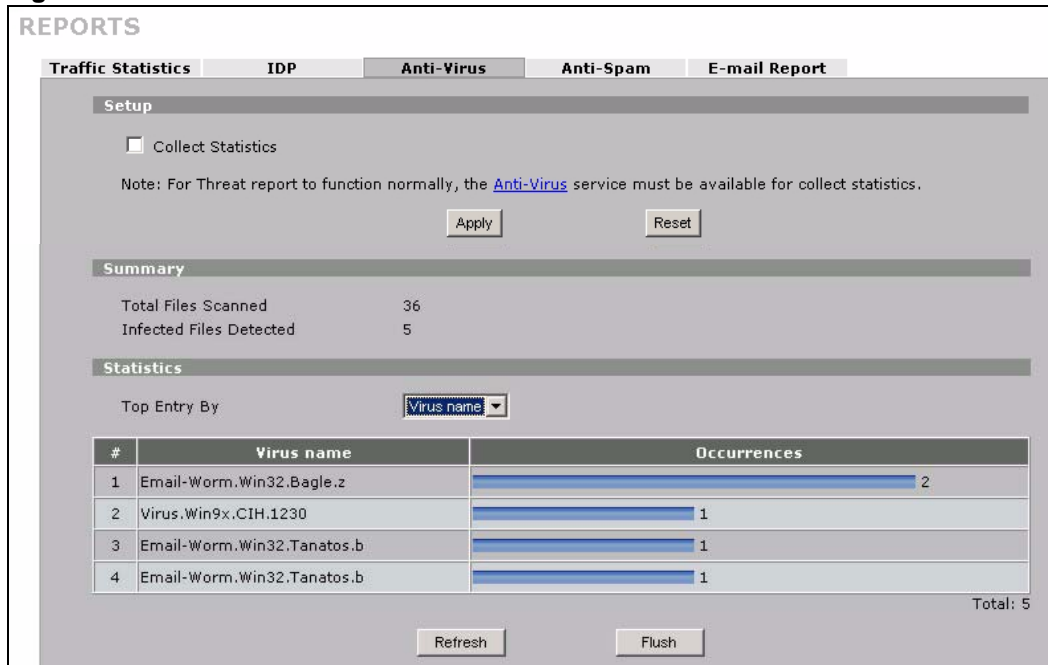 REPORTS
Traffic Statistics IDP Anti-Virus Anti-Spam E-mail Report
Setup
Collect Statistics
Note: For Threat report to function normally, the Anti-Virus service must be available for collect statistics.
Apply Reset
Summary
Total Files Scanned 36
Infected Files Detected 5
Statistics
Top Entry By Virus name
# Virus name Occurrences
1 Email-Worm.Win32.Bagle.z 2
2 Virus.Win9x.CIH.1230 1
3 Email-Worm.Win32.Tanatos.b 1
4 Email-Worm.Win32.Tanatos.b 1
Total: 5
Refresh Flush